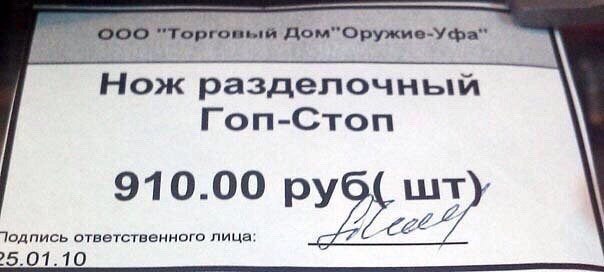 ООО "Торговый Дом"Оружие-Уфа"
Нож разделочный
Гоп-Стоп
910.00 руб( шт)
Подпись ответственного лица:
25.01.10